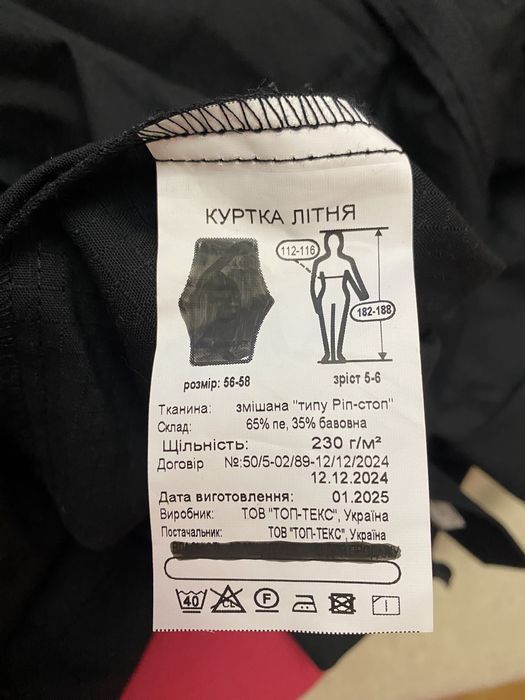 КУРТКА ЛІТНЯ
112-116
182-188
розмір: 56-58
зріст 5-6
Тканина: змішана "типу Ріп-стоп"
Склад: 65% пе, 35% бавовна
Щільність: 230 г/м²
Договір №:50/5-02/89-12/12/2024
12.12.2024
Дата виготовлення: 01.2025
Виробник: ТОВ "ТОП-ТЕКС", Україна
Постачальник: ТОВ "ТОП-ТЕКС", Україна
40 CL F